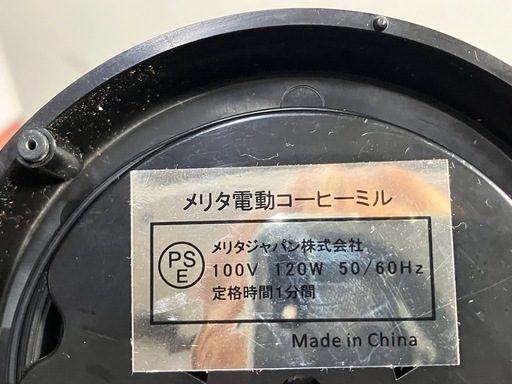 メリタ電動コーヒーミル
メリタジャパン株式会社
PS
E
100V 120W 50/60Hz
定格時間1分間
Made in China